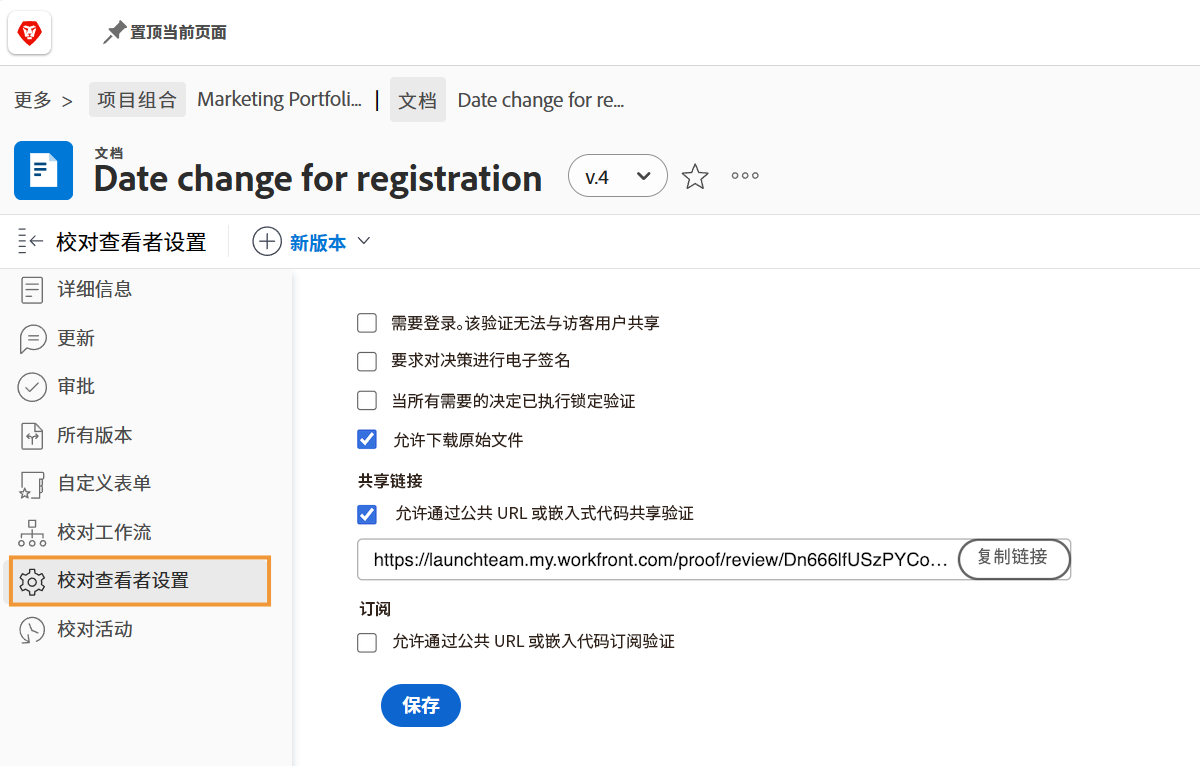 置顶当前页面
更多 > 项目组合 Marketing Portfoli... | 文档 Date change for re...
文档
Date change for registration v.4
校对查看者设置 新版本
详细信息
更新
审批
所有版本
自定义表单
校对工作流
校对查看者设置
校对活动
需要登录。该验证无法与访客用户共享
要求对决策进行电子签名
当所有需要的决定已执行锁定验证
允许下载原始文件
共享链接
允许通过公共 URL 或嵌入式代码共享验证
https://launchteam.my.workfront.com/proof/review/Dn666lfUSzPYCo... 复制链接
订阅
允许通过公共 URL 或嵌入代码订阅验证
保存